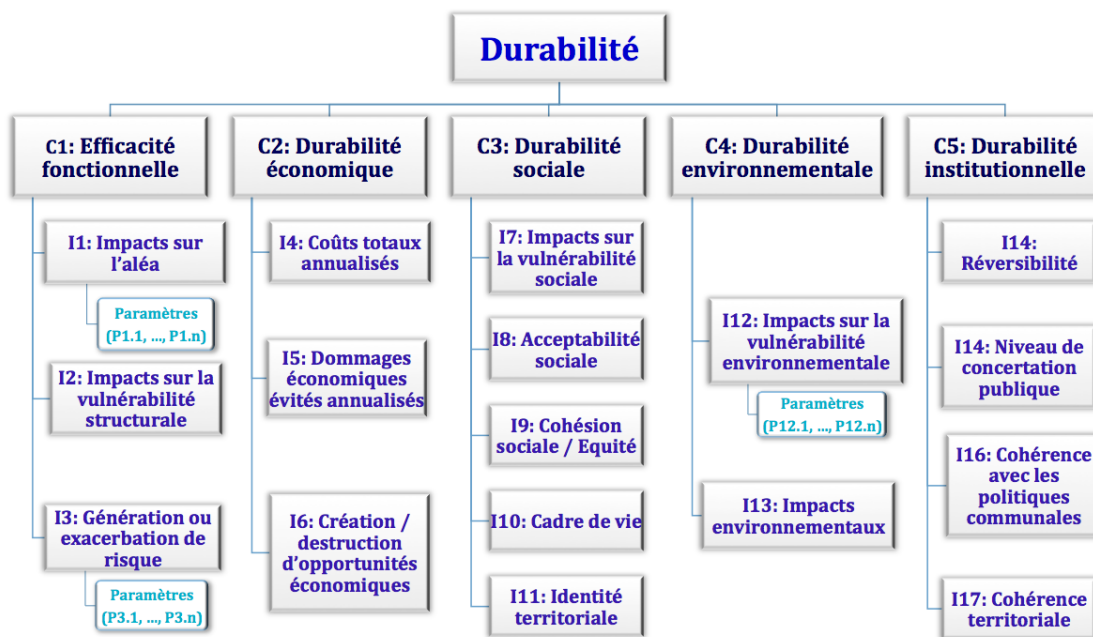 Durabilité
C1: Efficacité
fonctionnelle
I1: Impacts sur
l'aléa
Paramètres
(P1.1, ..., P1.n)
I2: Impacts sur la
vulnérabilité
structurale
I3: Génération ou
exacerbation de
risque
Paramètres
(P3.1, ..., P3.n)
C2: Durabilité
économique
I4: Coûts totaux
annualisés
I5: Dommages
économiques
évités annualisés
I6: Création /
destruction
d'opportunités
économiques
C3: Durabilité
sociale
I7: Impacts sur
la vulnérabilité
sociale
I8: Acceptabilité
sociale
I9: Cohésion
sociale / Equité
I10: Cadre de vie
I11: Identité
territoriale
C4: Durabilité
environnementale
I12: Impacts sur la
vulnérabilité
environnementale
Paramètres
(P12.1, ..., P12.n)
I13: Impacts
environnementaux
C5: Durabilité
institutionnelle
I14:
Réversibilité
I14: Niveau de
concertation
publique
I16: Cohérence
avec les
politiques
communales
I17: Cohérence
territoriale